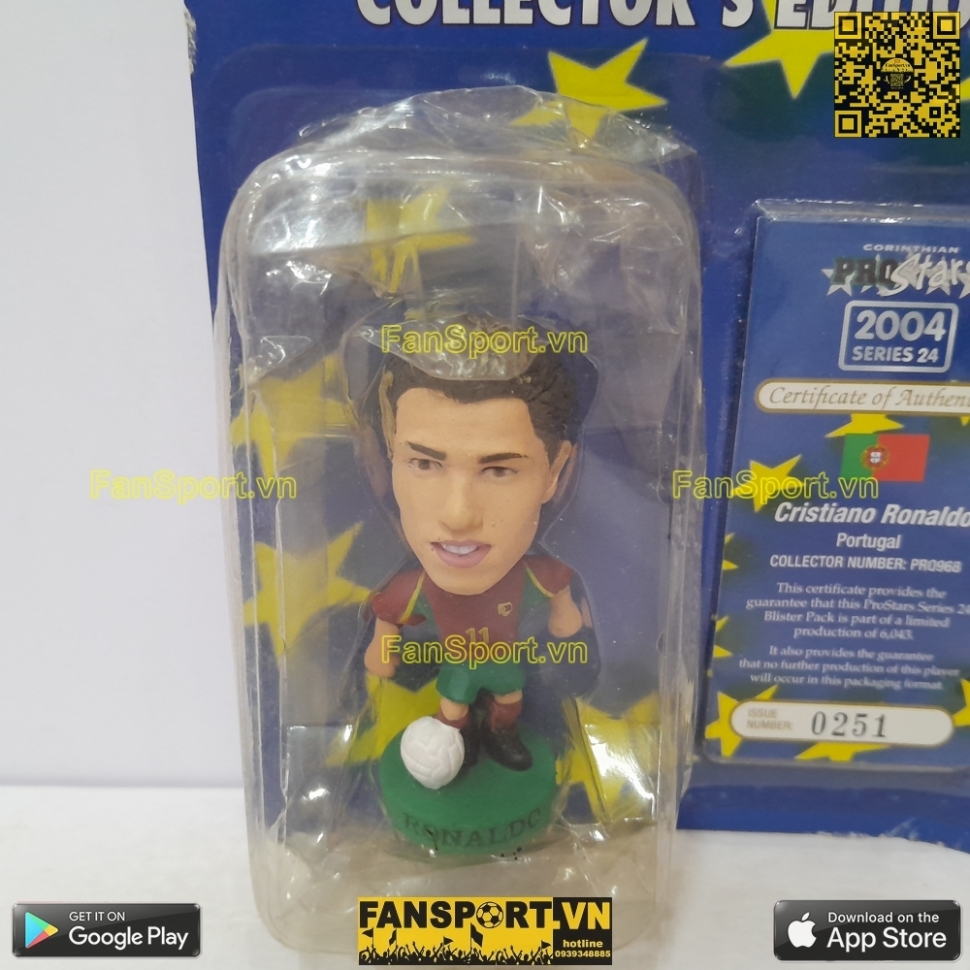 COLLECTOR'S EDITIO
FanSport.vn
CORINTHIAN
PRO Stars
2004
SERIES 24
Certificate of Authen
FanSport.vn
FanSport.vn
Cristiano Ronaldo
Portugal
COLLECTOR NUMBER: PRO968
This certificate provides the
guarantee that this ProStars Series 24
Blister Pack is part of a limited
production of 6,043.
It also provides the guarantee
that no further production of this player
will occur in this packaging format.
ISSUE
NUMBER:
0251
11
FanSport.vn
RONALDO
GET IT ON
Google Play
FANSPORT.VN
hotline
0939348885
Download on the
App Store